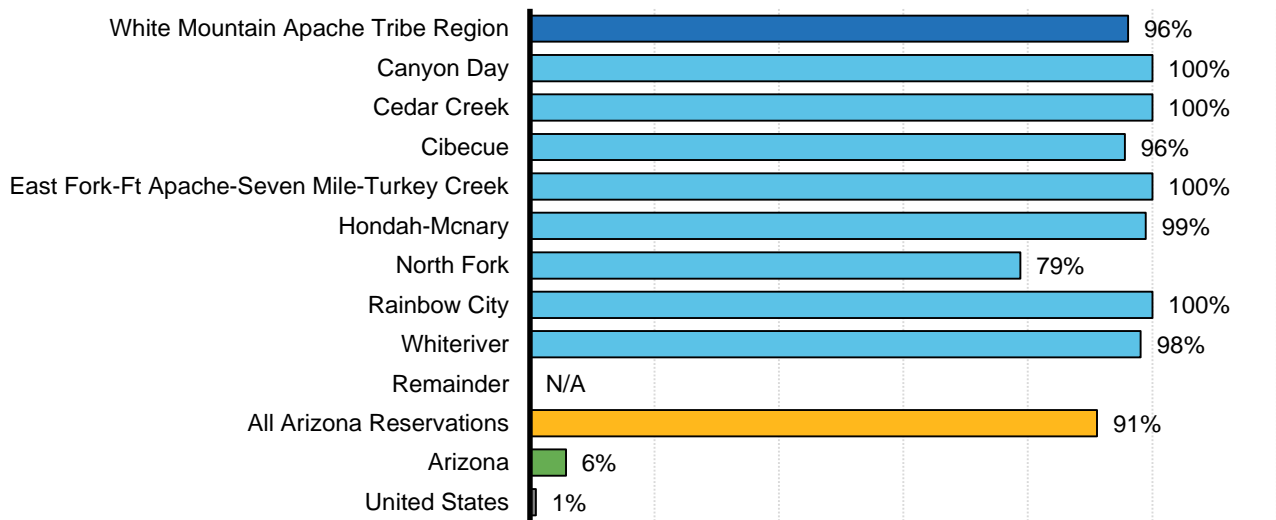 White Mountain Apache Tribe Region 96%
Canyon Day 100%
Cedar Creek 100%
Cibecue 96%
East Fork-Ft Apache-Seven Mile-Turkey Creek 100%
Hondah-Mcnary 99%
North Fork 79%
Rainbow City 100%
Whiteriver 98%
Remainder N/A
All Arizona Reservations 91%
Arizona 6%
United States 1%